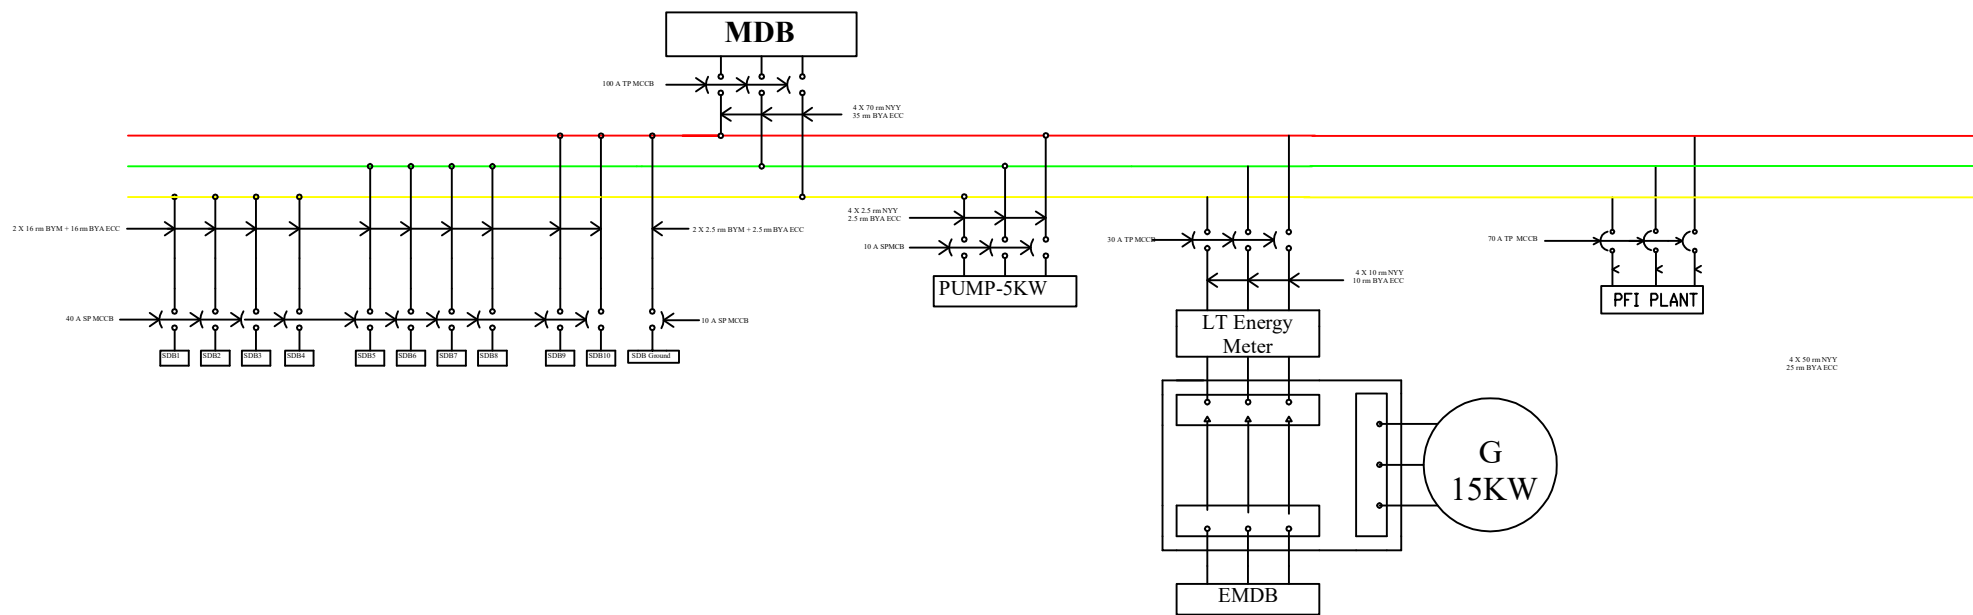 MDB
100 A TP MCCB
4 X 70 rm NYY
35 rm BYA ECC
2 X 16 rm BYM + 16 rm BYA ECC
2 X 2.5 rm BYM + 2.5 rm BYA ECC
4 X 2.5 rm NYY
2.5 rm BYA ECC
10 A SPMCB
30 A TP MCCB
70 A TP MCCB
4 X 10 rm NYY
10 rm BYA ECC
PUMP-5KW
PFI PLANT
40 A SP MCCB
10 A SP MCCB
SDB1
SDB2
SDB3
SDB4
SDB5
SDB6
SDB7
SDB8
SDB9
SDB10
SDB Ground
LT Energy
Meter
4 X 50 rm NYY
25 rm BYA ECC
G
15KW
EMDB